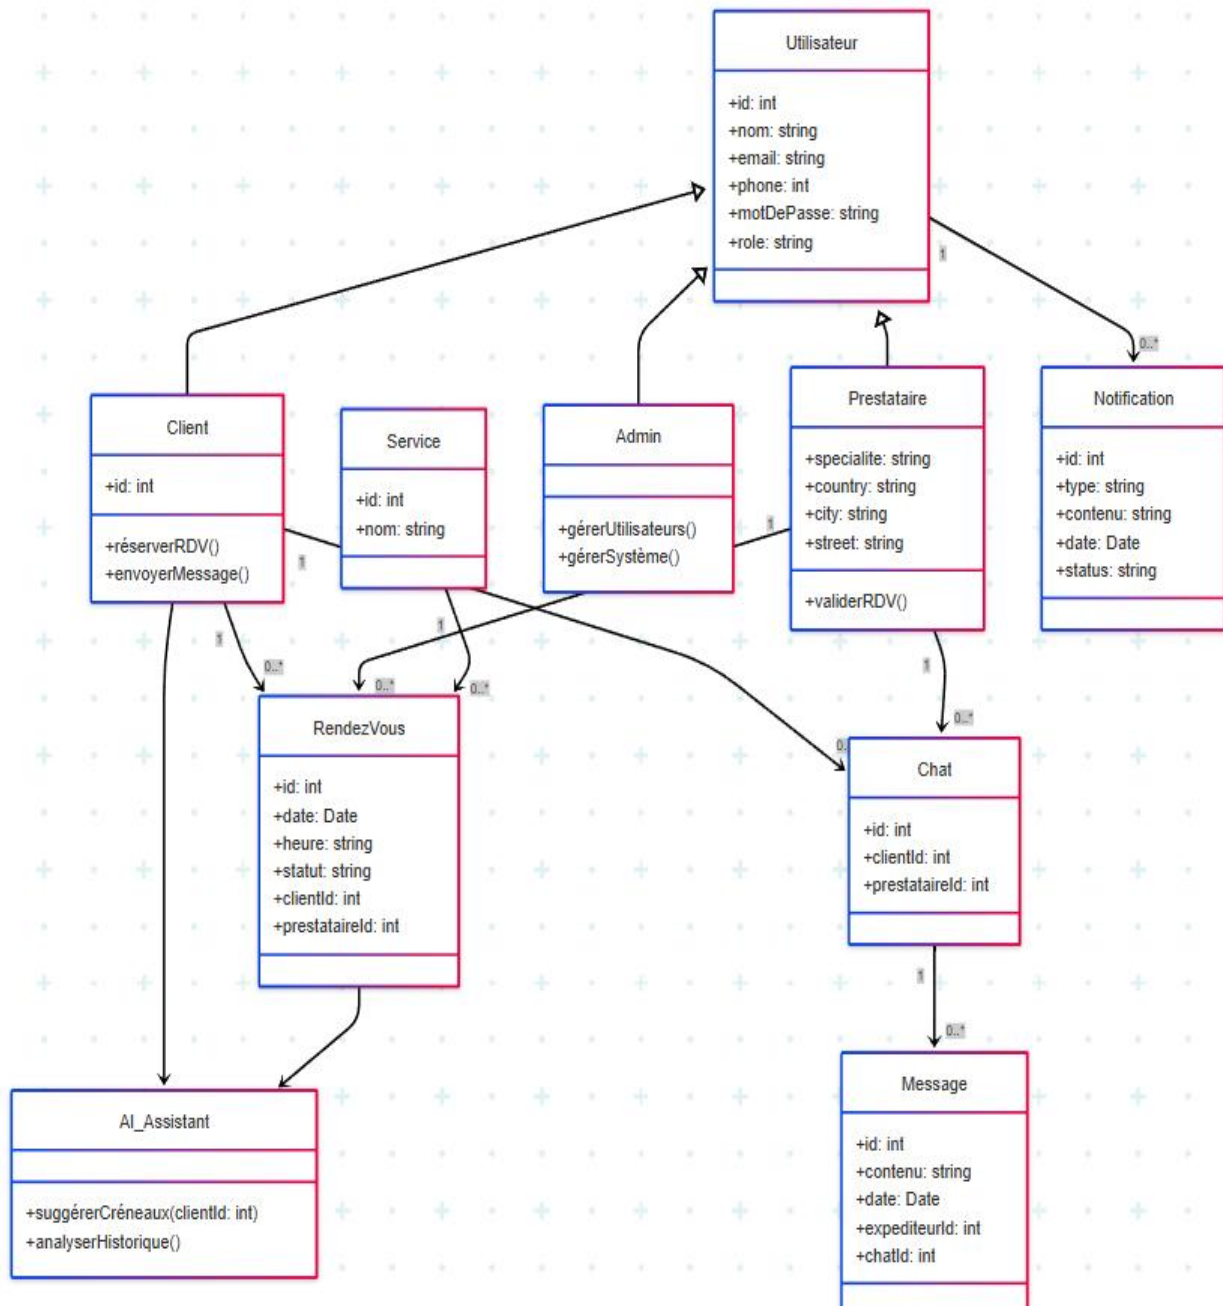 Utilisateur
+id: int
+nom: string
+email: string
+phone: int
+motDePasse: string
+role: string
1
0..*
Client
+id: int
+réserverRDV()
+envoyerMessage()
1
1
0..*
Service
+id: int
+nom: string
1
0..*
Admin
+gérerUtilisateurs()
+gérerSystème()
1
0..*
Prestataire
+specialite: string
+country: string
+city: string
+street: string
+validerRDV()
1
0..*
Notification
+id: int
+type: string
+contenu: string
+date: Date
+status: string
RendezVous
+id: int
+date: Date
+heure: string
+statut: string
+clientId: int
+prestataireId: int
0.
Chat
+id: int
+clientId: int
+prestataireId: int
1
0..*
AI_Assistant
+suggérerCréneaux(clientId: int)
+analyserHistorique()
Message
+id: int
+contenu: string
+date: Date
+expediteurId: int
+chatId: int